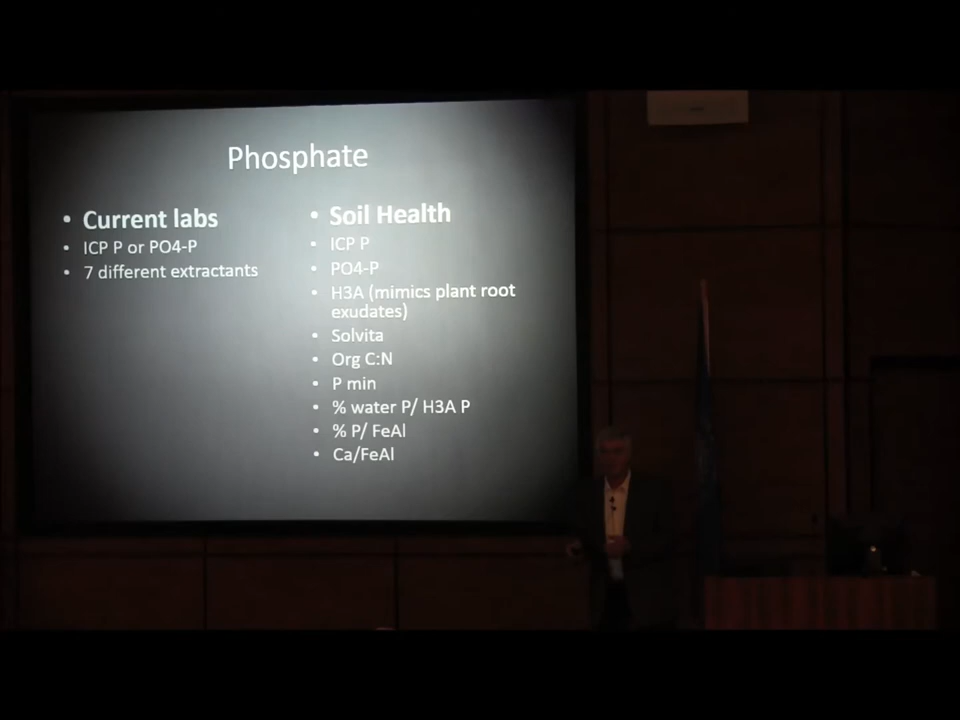 Phosphate
• Current labs
• ICP P or PO4-P
• 7 different extractants
• Soil Health
• ICP P
• PO4-P
• H3A (mimics plant root
exudates)
• Solvita
• Org C:N
• P min
• % water P/ H3A P
• % P/ FeAl
• Ca/FeAl